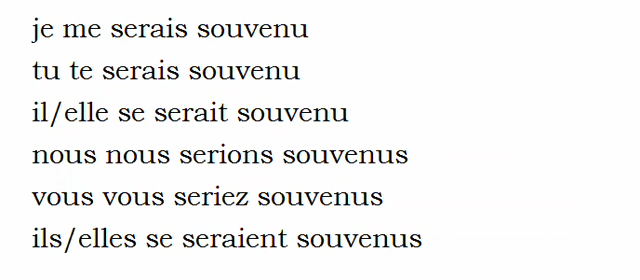 je me serais souvenu
tu te serais souvenu
il/elle se serait souvenu
nous nous serions souvenus
vous vous seriez souvenus
ils/elles se seraient souvenus